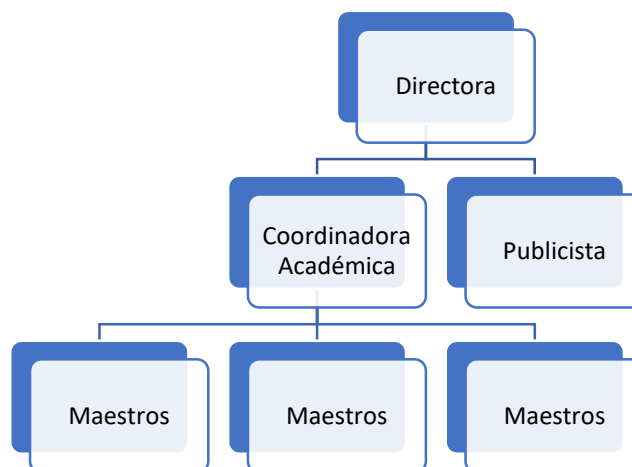 Directora
Coordinadora
Académica
Publicista
Maestros
Maestros
Maestros